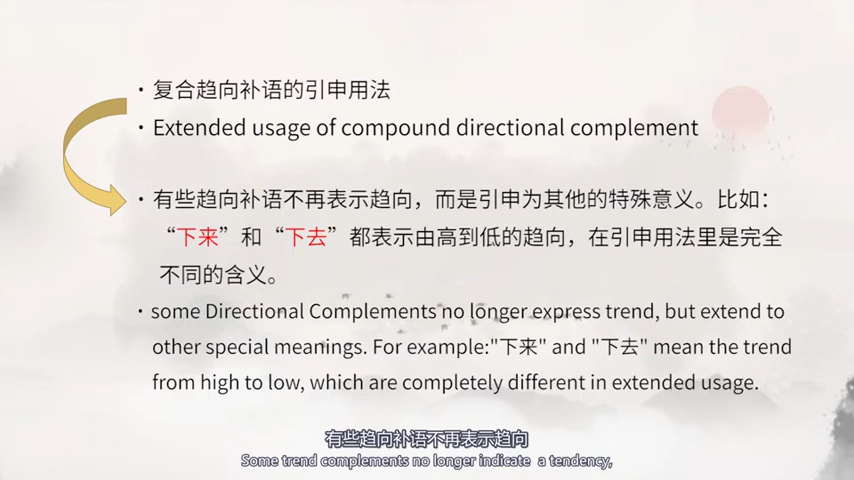 · 复合趋向补语的引申用法
· Extended usage of compound directional complement
· 有些趋向补语不再表示趋向，而是引申为其他的特殊意义。比如：
“下来”和“下去”都表示由高到低的趋向，在引申用法里是完全
不同的含义。
· some Directional Complements no longer express trend, but extend to
other special meanings. For example:"下来" and "下去" mean the trend
from high to low, which are completely different in extended usage.
有些趋向补语不再表示趋向
Some trend complements no longer indicate a tendency,